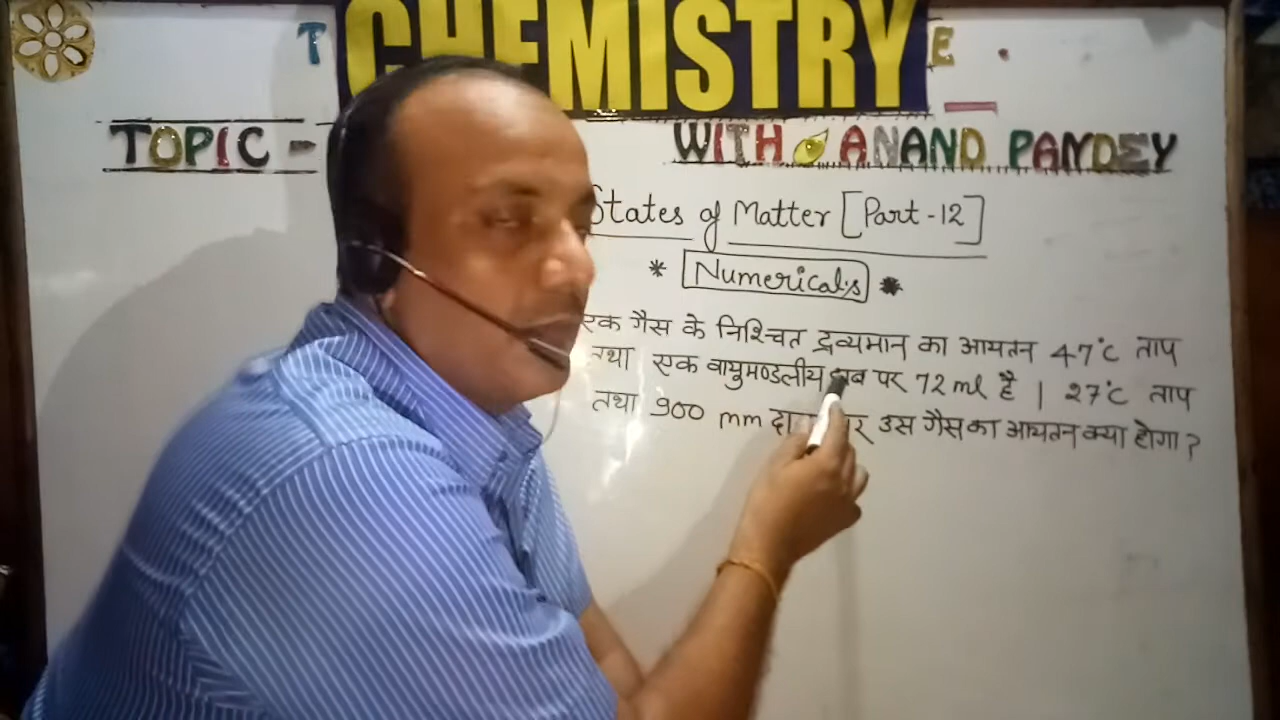 CHEMISTRY
TOPIC -
WITH ANAND PANDEY
States of Matter [Part-12]
* Numericals *
एक गैस के निश्चित द्रव्यमान का आयतन 47°C ताप
तथा एक वायुमण्डलीय दाब पर 72 ml है | 27°C ताप
तथा 900 mm पर उस गैस का आयतन क्या होगा ?